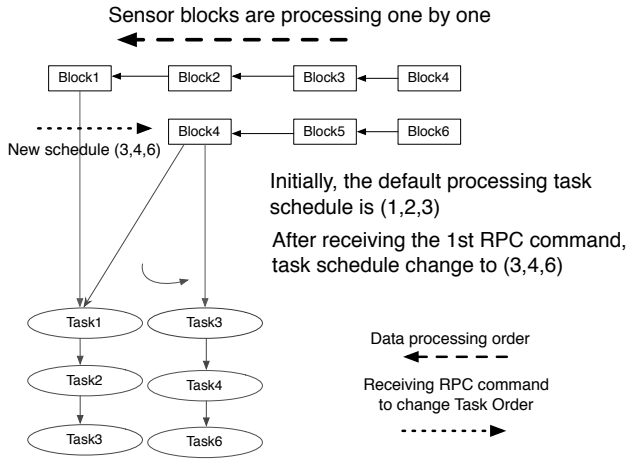 Sensor blocks are processing one by one
Block1
Block2
Block3
Block4
New schedule (3,4,6)
Block4
Block5
Block6
Initially, the default processing task
schedule is (1,2,3)
After receiving the 1st RPC command,
task schedule change to (3,4,6)
Task1
Task3
Task2
Task4
Task3
Task6
Data processing order
Receiving RPC command
to change Task Order